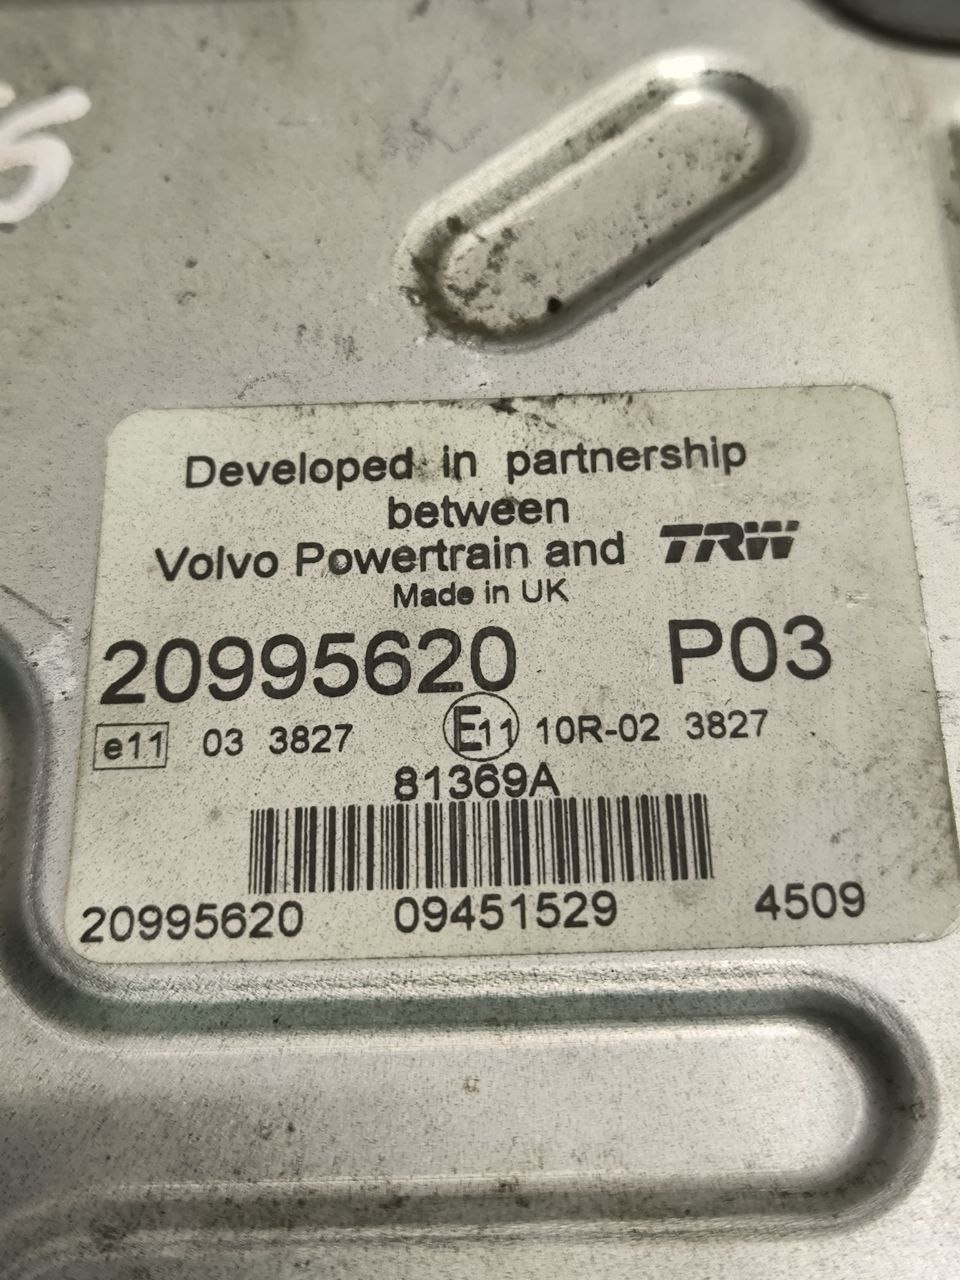 Developed in partnership
between
Volvo Powertrain and TRW
Made in UK
20995620 P03
e11 03 3827 E11 10R-02 3827
81369A
20995620 09451529 4509